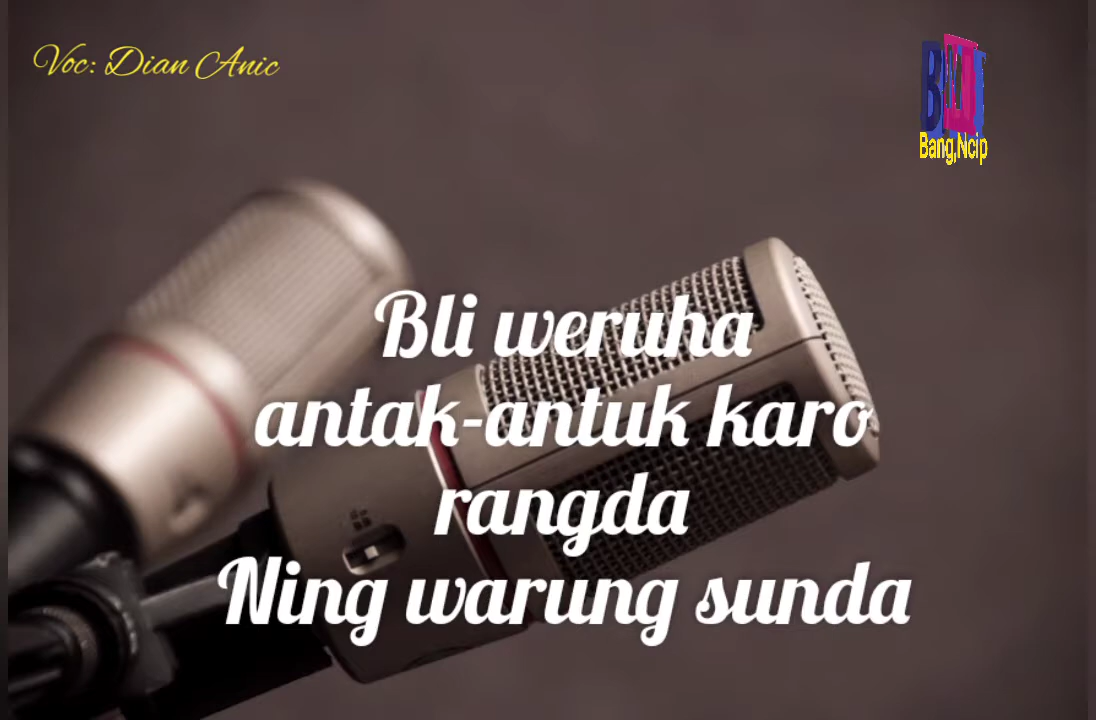 Voc: Dian Anic
Bang,Ncip
Bli weruha
antak-antuk karo
rangda
Ning warung sunda